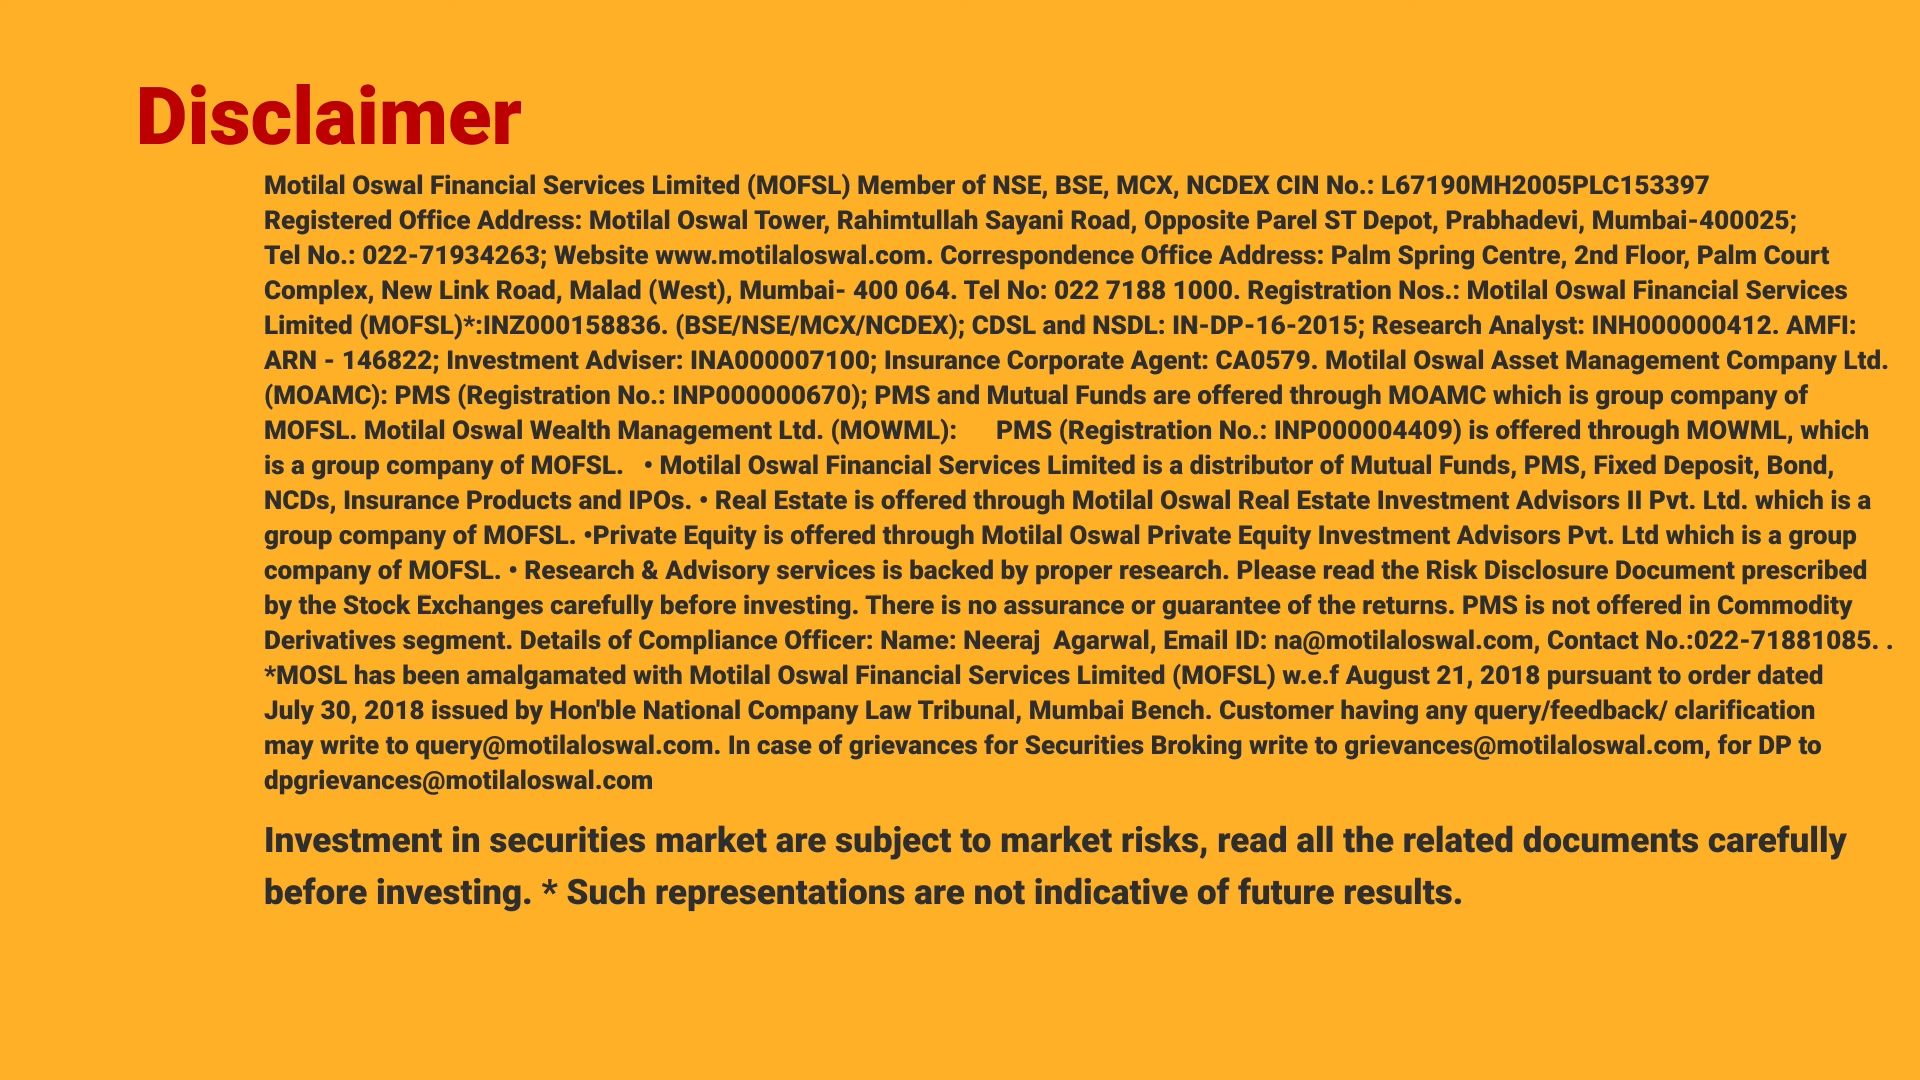 Disclaimer
Motilal Oswal Financial Services Limited (MOFSL) Member of NSE, BSE, MCX, NCDEX CIN No.: L67190MH2005PLC153397
Registered Office Address: Motilal Oswal Tower, Rahimtullah Sayani Road, Opposite Parel ST Depot, Prabhadevi, Mumbai-400025;
Tel No.: 022-71934263; Website www.motilaloswal.com. Correspondence Office Address: Palm Spring Centre, 2nd Floor, Palm Court
Complex, New Link Road, Malad (West), Mumbai- 400 064. Tel No: 022 7188 1000. Registration Nos.: Motilal Oswal Financial Services
Limited (MOFSL)*:INZ000158836. (BSE/NSE/MCX/NCDEX); CDSL and NSDL: IN-DP-16-2015; Research Analyst: INH000000412. AMFI:
ARN - 146822; Investment Adviser: INA000007100; Insurance Corporate Agent: CA0579. Motilal Oswal Asset Management Company Ltd.
(MOAMC): PMS (Registration No.: INP000000670); PMS and Mutual Funds are offered through MOAMC which is group company of
MOFSL. Motilal Oswal Wealth Management Ltd. (MOWML): PMS (Registration No.: INP000004409) is offered through MOWML, which
is a group company of MOFSL. • Motilal Oswal Financial Services Limited is a distributor of Mutual Funds, PMS, Fixed Deposit, Bond,
NCDs, Insurance Products and IPOs. • Real Estate is offered through Motilal Oswal Real Estate Investment Advisors II Pvt. Ltd. which is a
group company of MOFSL. •Private Equity is offered through Motilal Oswal Private Equity Investment Advisors Pvt. Ltd which is a group
company of MOFSL. • Research & Advisory services is backed by proper research. Please read the Risk Disclosure Document prescribed
by the Stock Exchanges carefully before investing. There is no assurance or guarantee of the returns. PMS is not offered in Commodity
Derivatives segment. Details of Compliance Officer: Name: Neeraj Agarwal, Email ID: na@motilaloswal.com, Contact No.:022-71881085. .
*MOSL has been amalgamated with Motilal Oswal Financial Services Limited (MOFSL) w.e.f August 21, 2018 pursuant to order dated
July 30, 2018 issued by Hon'ble National Company Law Tribunal, Mumbai Bench. Customer having any query/feedback/ clarification
may write to query@motilaloswal.com. In case of grievances for Securities Broking write to grievances@motilaloswal.com, for DP to
dpgrievances@motilaloswal.com
Investment in securities market are subject to market risks, read all the related documents carefully
before investing. * Such representations are not indicative of future results.